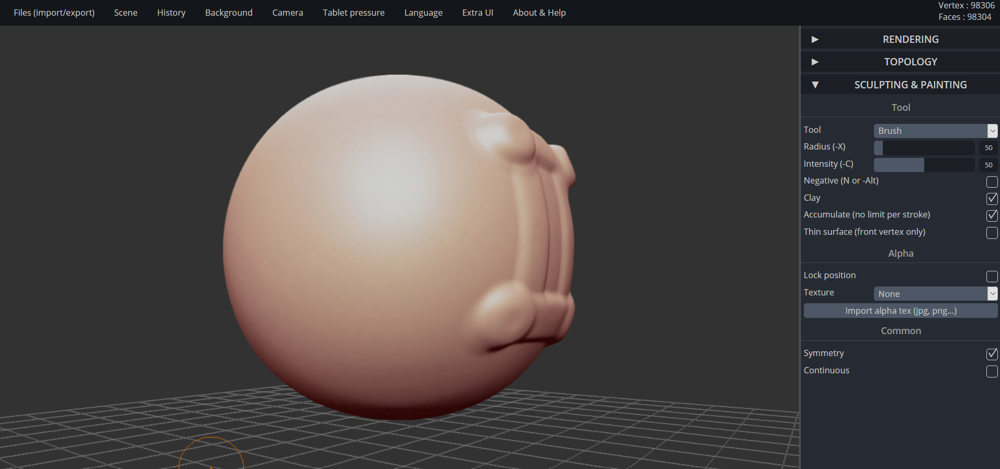 Files (import/export) Scene History Background Camera Tablet pressure Language Extra UI About & Help
Vertex : 98306
Faces : 98304
RENDERING
TOPOLOGY
SCULPTING & PAINTING
Tool
Tool Brush
Radius (-X) 50
Intensity (-C) 50
Negative (N or -Alt)
Clay
Accumulate (no limit per stroke)
Thin surface (front vertex only)
Alpha
Lock position
Texture None
Import alpha tex (jpg, png...)
Common
Symmetry
Continuous